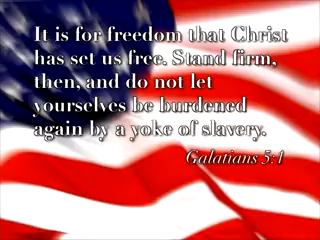 It is for freedom that Christ
has set us free. Stand firm,
then, and do not let
yourselves be burdened
again by a yoke of slavery.
Galatians 5:1